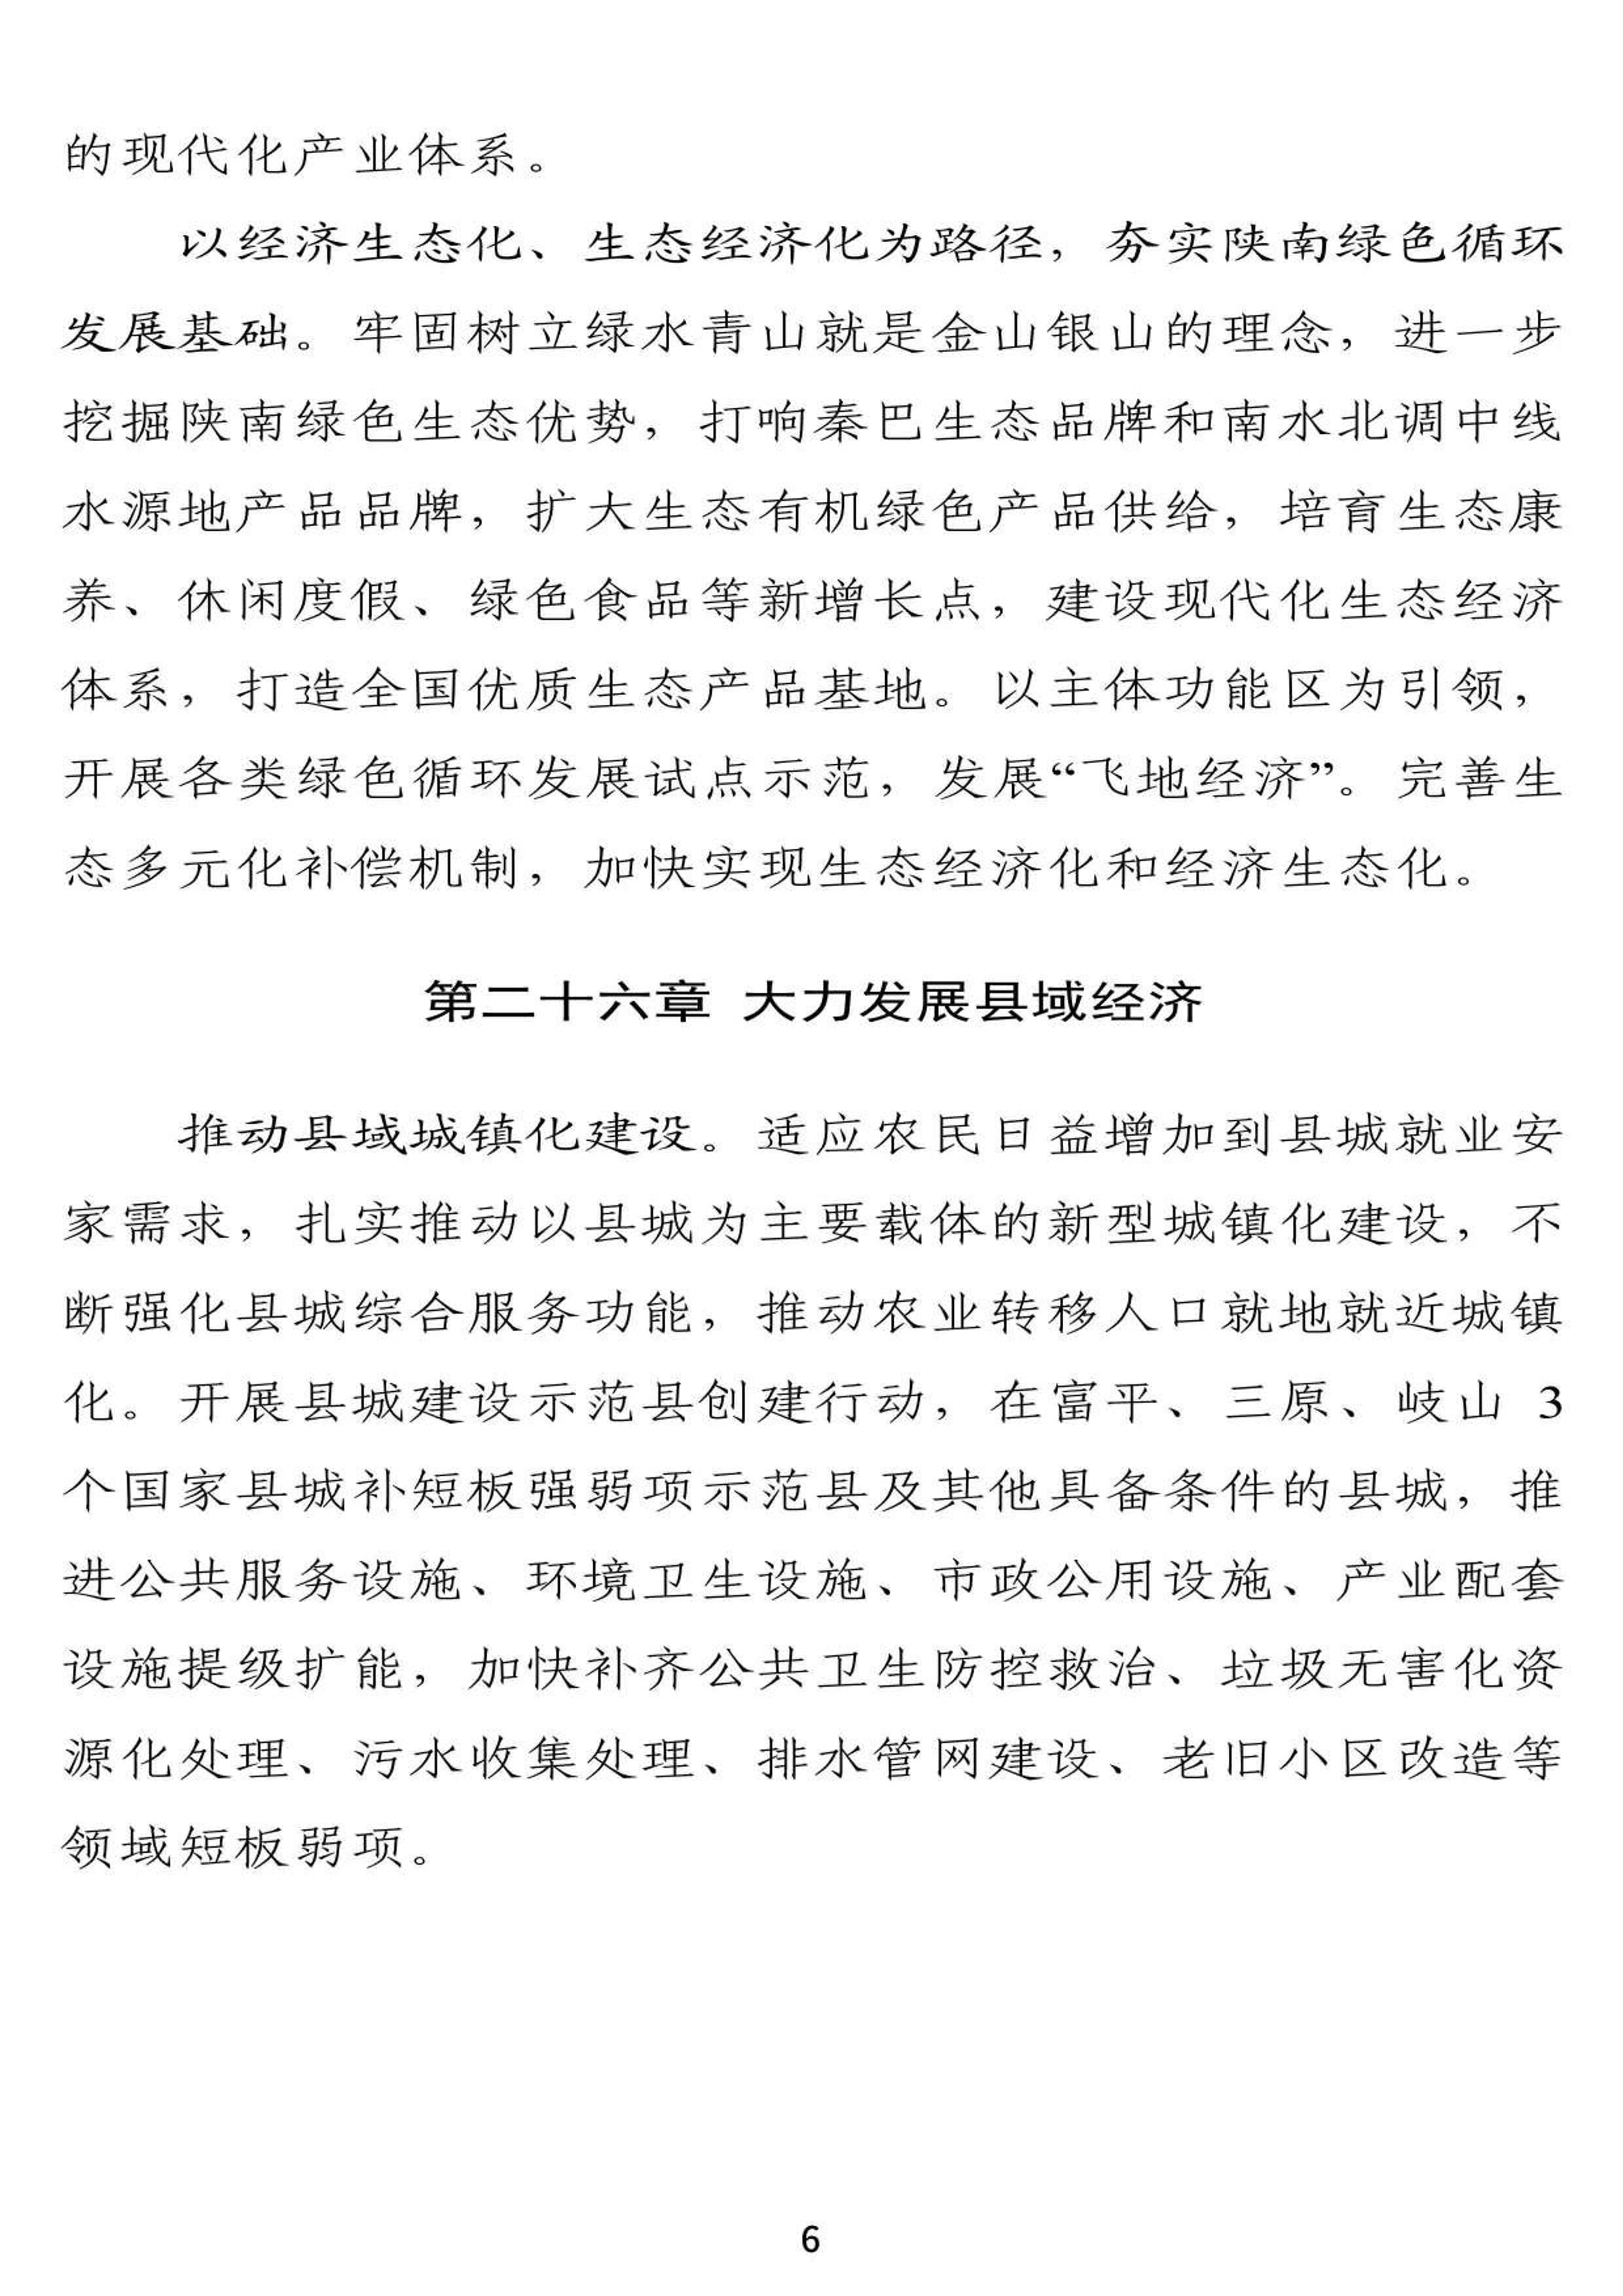 的现代化产业体系。
以经济生态化、生态经济化为路径，夯实陕南绿色循环
发展基础。牢固树立绿水青山就是金山银山的理念，进一步
挖掘陕南绿色生态优势，打响秦巴生态品牌和南水北调中线
水源地产品品牌，扩大生态有机绿色产品供给，培育生态康
养、休闲度假、绿色食品等新增长点，建设现代化生态经济
体系，打造全国优质生态产品基地。以主体功能区为引领，
开展各类绿色循环发展试点示范，发展“飞地经济”。完善生
态多元化补偿机制，加快实现生态经济化和经济生态化。
第二十六章 大力发展县域经济
推动县域城镇化建设。适应农民日益增加到县城就业安
家需求，扎实推动以县城为主要载体的新型城镇化建设，不
断强化县城综合服务功能，推动农业转移人口就地就近城镇
化。开展县城建设示范县创建行动，在富平、三原、岐山 3
个国家县城补短板强弱项示范县及其他具备条件的县城，推
进公共服务设施、环境卫生设施、市政公用设施、产业配套
设施提级扩能，加快补齐公共卫生防控救治、垃圾无害化资
源化处理、污水收集处理、排水管网建设、老旧小区改造等
领域短板弱项。
6